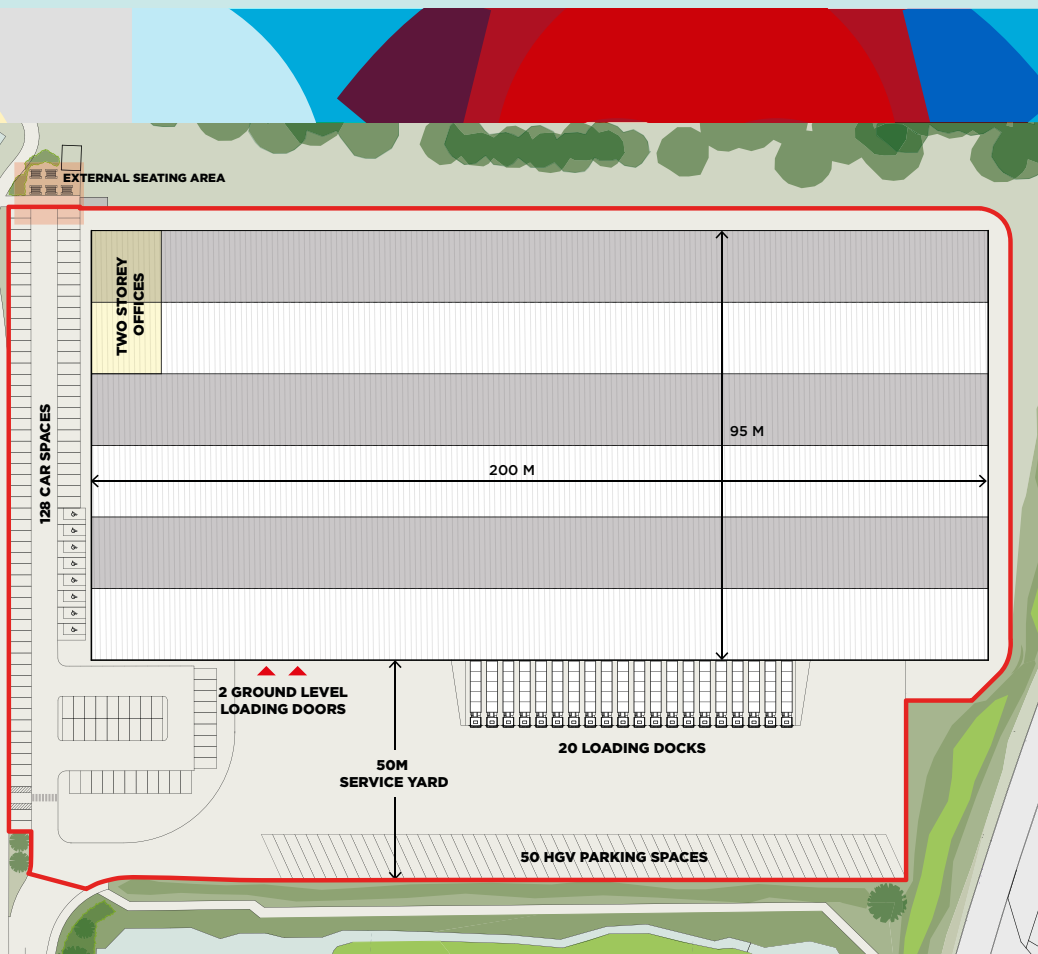 EXTERNAL SEATING AREA
TWO STOREY
OFFICES
128 CAR SPACES
95 M
200 M
2 GROUND LEVEL
LOADING DOORS
20 LOADING DOCKS
50M
SERVICE YARD
50 HGV PARKING SPACES